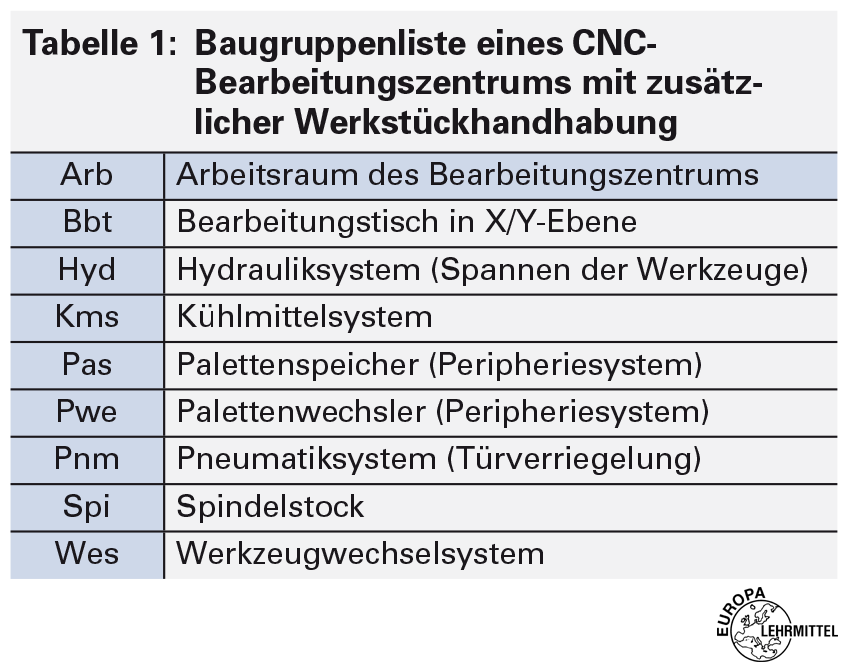 Tabelle 1: Baugruppenliste eines CNC-
Bearbeitungszentrums mit zusätz-
licher Werkstückhandhabung
Arb Arbeitsraum des Bearbeitungszentrums
Bbt Bearbeitungstisch in X/Y-Ebene
Hyd Hydrauliksystem (Spannen der Werkzeuge)
Kms Kühlmittelsystem
Pas Palettenspeicher (Peripheriesystem)
Pwe Palettenwechsler (Peripheriesystem)
Pnm Pneumatiksystem (Türverriegelung)
Spi Spindelstock
Wes Werkzeugwechselsystem
EUROPA
LEHRMITTEL